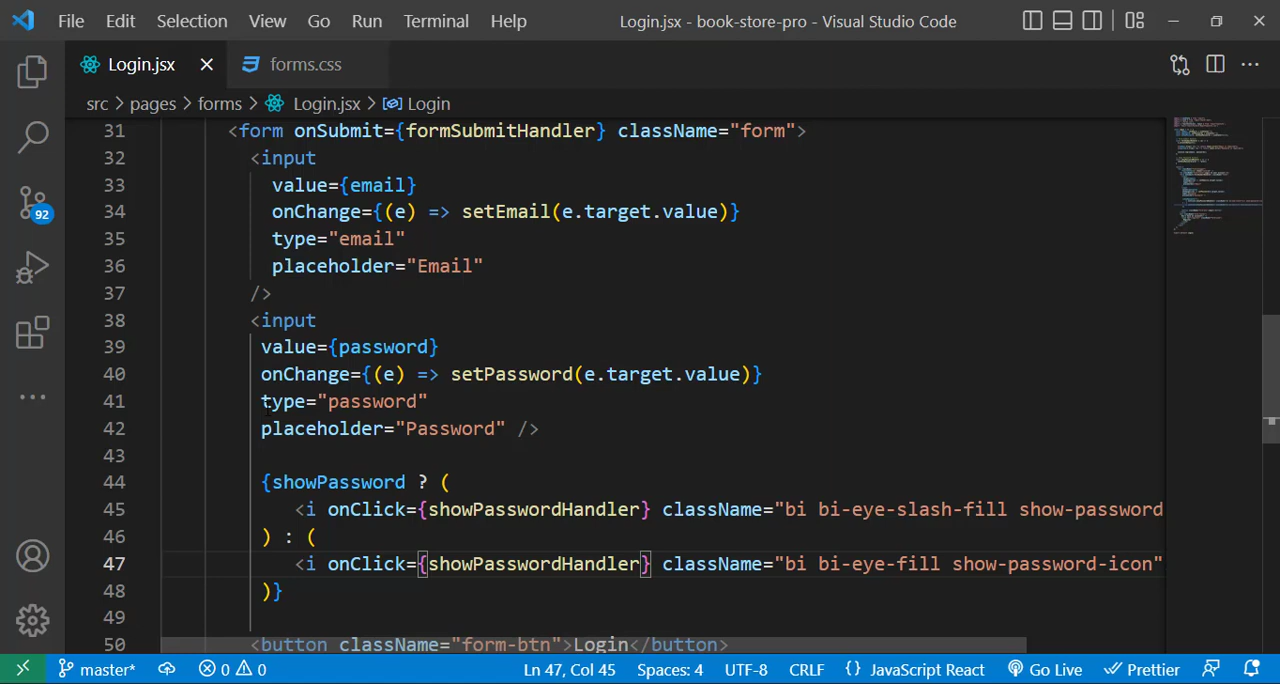 File Edit Selection View Go Run Terminal Help Login.jsx - book-store-pro - Visual Studio Code
Login.jsx forms.css
src > pages > forms > Login.jsx > Login
31 <form onSubmit={formSubmitHandler} className="form">
32 <input
33 value={email}
34 onChange={(e) => setEmail(e.target.value)}
35 type="email"
36 placeholder="Email"
37 />
38 <input
39 value={password}
40 onChange={(e) => setPassword(e.target.value)}
41 type="password"
42 placeholder="Password" />
43
44 {showPassword ? (
45 <i onClick={showPasswordHandler} className="bi bi-eye-slash-fill show-password
46 ) : (
47 <i onClick={showPasswordHandler} className="bi bi-eye-fill show-password-icon"
48 )}
49
50 <button className="form-btn">Login</button>
92
master* 0 0 Ln 47, Col 45 Spaces: 4 UTF-8 CRLF {} JavaScript React Go Live Prettier